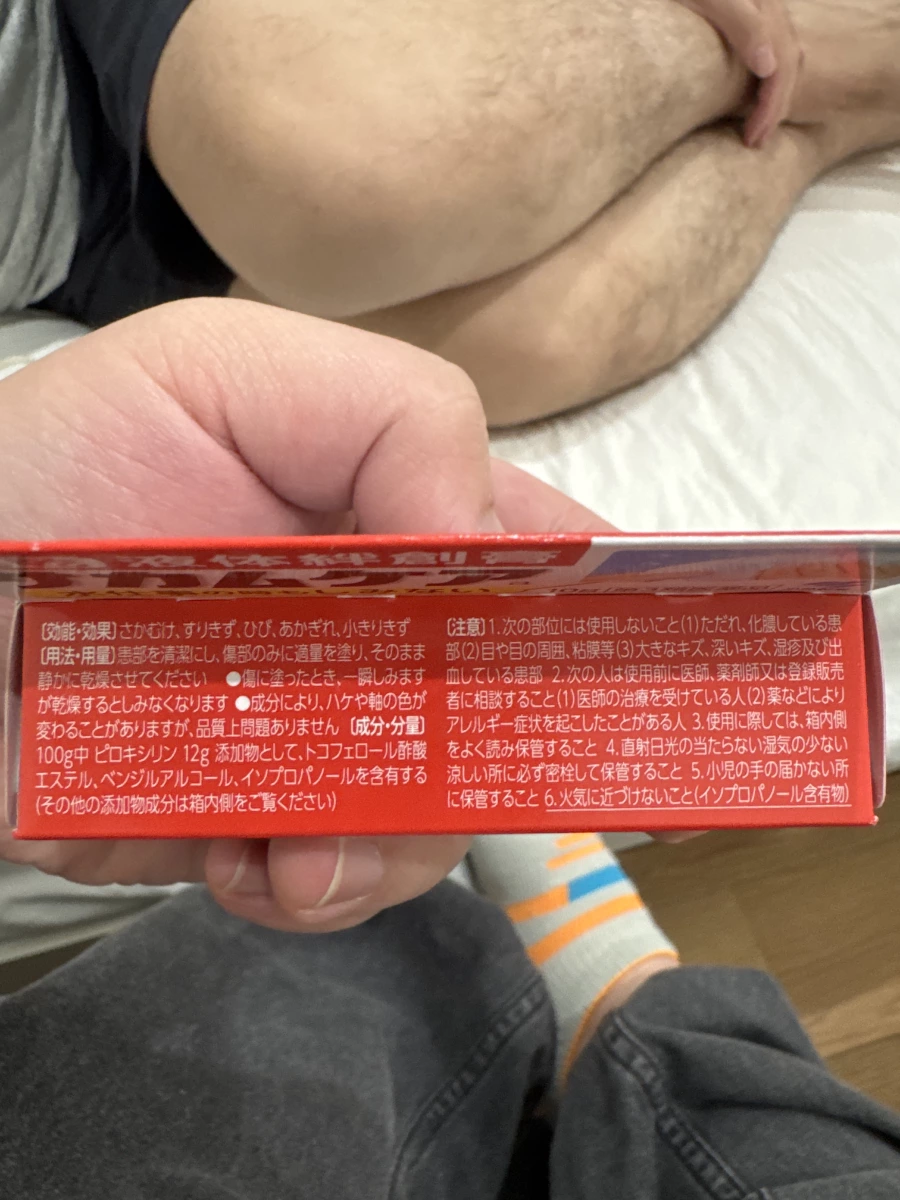 液体絆創膏
〔効能・効果〕さかむけ、すりきず、ひび、あかぎれ、小きりきず
〔用法・用量〕患部を清潔にし、傷部のみに適量を塗り、そのまま
静かに乾燥させてください ●傷に塗ったとき、一瞬しみます
が乾燥するとしみなくなります ●成分により、ハケや軸の色が
変わることがありますが、品質上問題ありません 〔成分・分量〕
100g中 ピロキシリン 12g 添加物として、トコフェロール酢酸
エステル、ベンジルアルコール、イソプロパノールを含有する
(その他の添加物成分は箱内側をご覧ください)
〔注意〕1. 次の部位には使用しないこと(1)ただれ、化膿している患
部(2)目や目の周囲、粘膜等(3)大きなキズ、深いキズ、湿疹及び出
血している患部 2. 次の人は使用前に医師、薬剤師又は登録販売
者に相談すること(1)医師の治療を受けている人(2)薬などにより
アレルギー症状を起こしたことがある人 3. 使用に際しては、箱内側
をよく読み保管すること 4. 直射日光の当たらない湿気の少ない
涼しい所に必ず密栓して保管すること 5. 小児の手の届かない所
に保管すること 6. 火気に近づけないこと(イソプロパノール含有物)